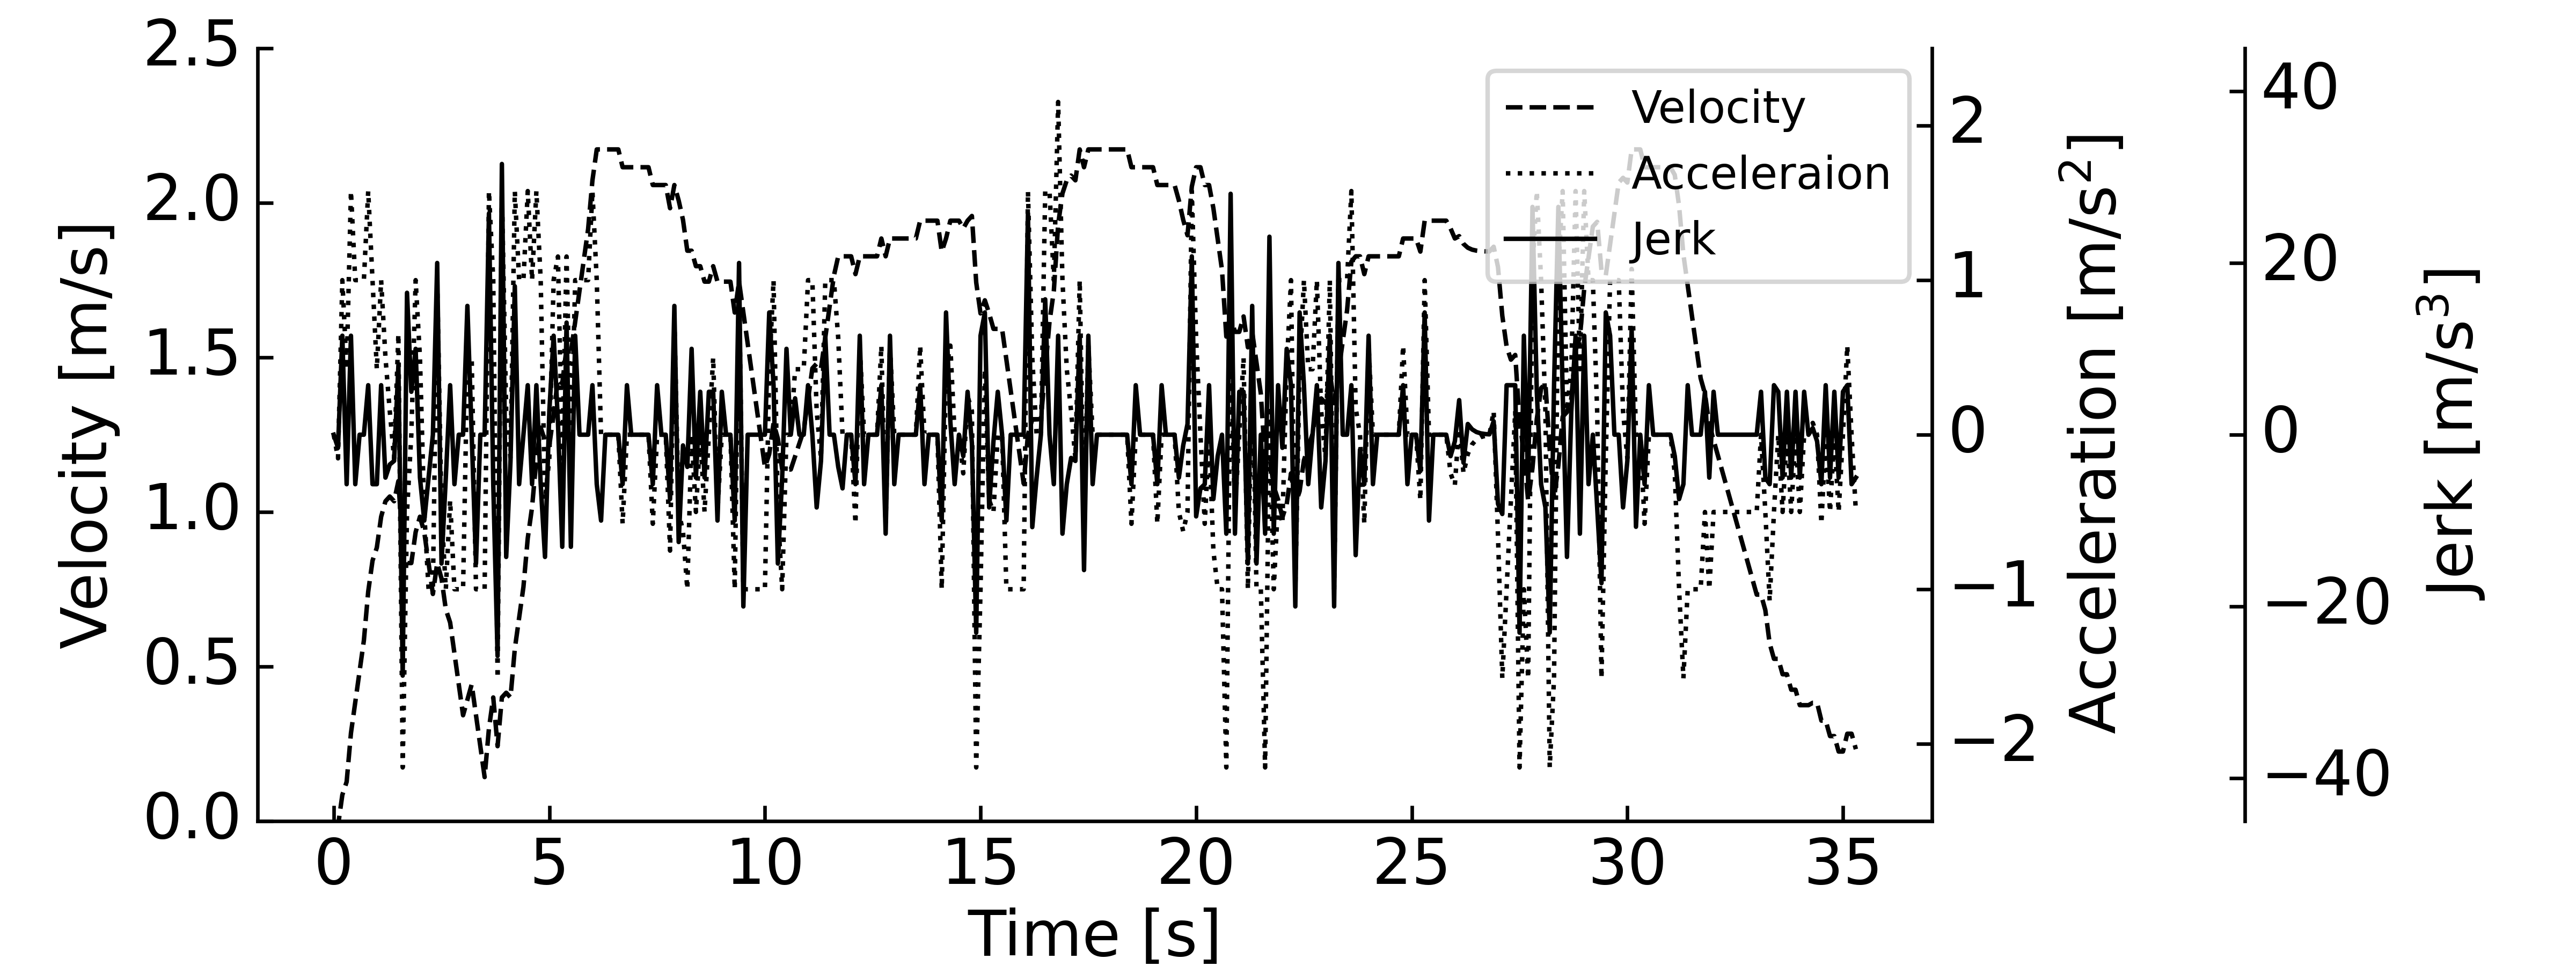 Velocity [m/s]
2.5
2.0
1.5
1.0
0.5
0.0
0 5 10 15 20 25 30 35
Time [s]
Velocity
Acceleraion
Jerk
2
1
0
−1
−2
Acceleration [m/s²]
40
20
0
−20
−40
Jerk [m/s³]